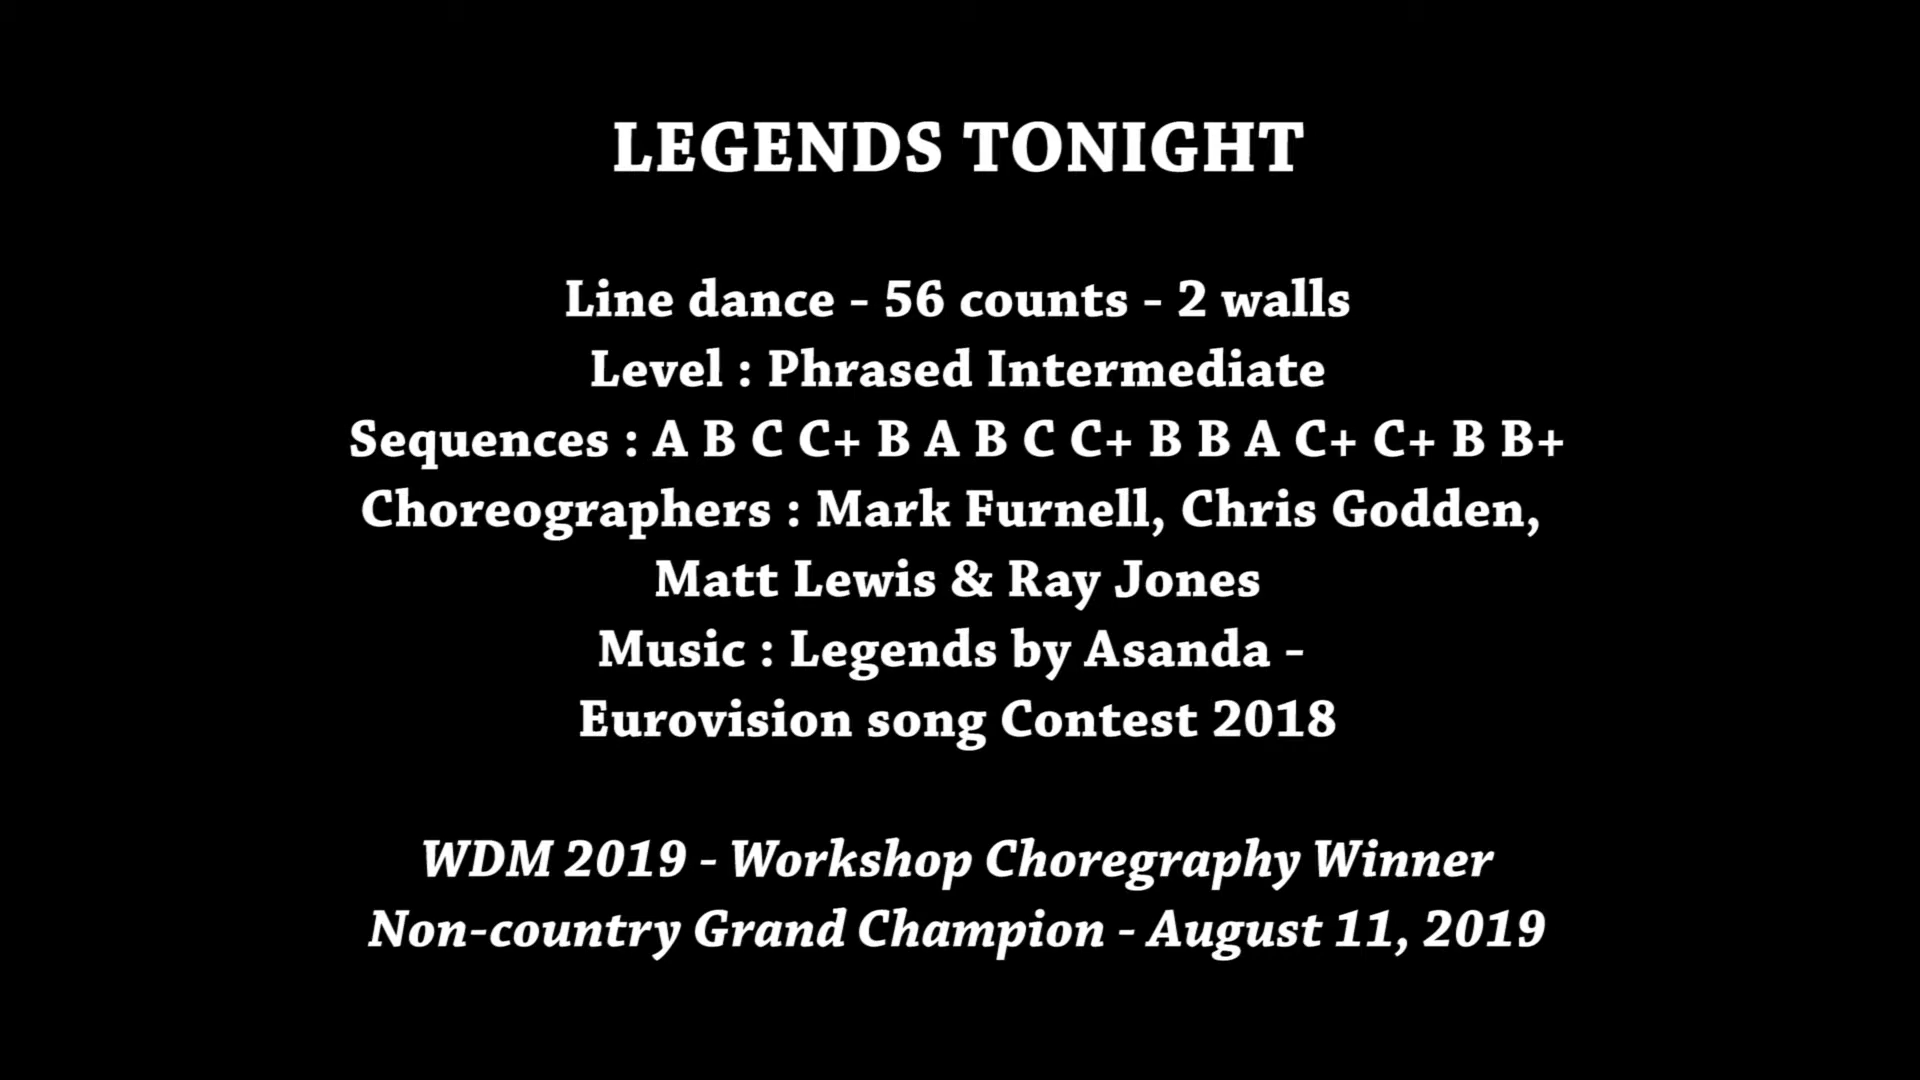 LEGENDS TONIGHT
Line dance - 56 counts - 2 walls
Level : Phrased Intermediate
Sequences : A B C C+ B A B C C+ B B A C+ C+ B B+
Choreographers : Mark Furnell, Chris Godden,
Matt Lewis & Ray Jones
Music : Legends by Asanda -
Eurovision song Contest 2018
WDM 2019 - Workshop Choregraphy Winner
Non-country Grand Champion - August 11, 2019